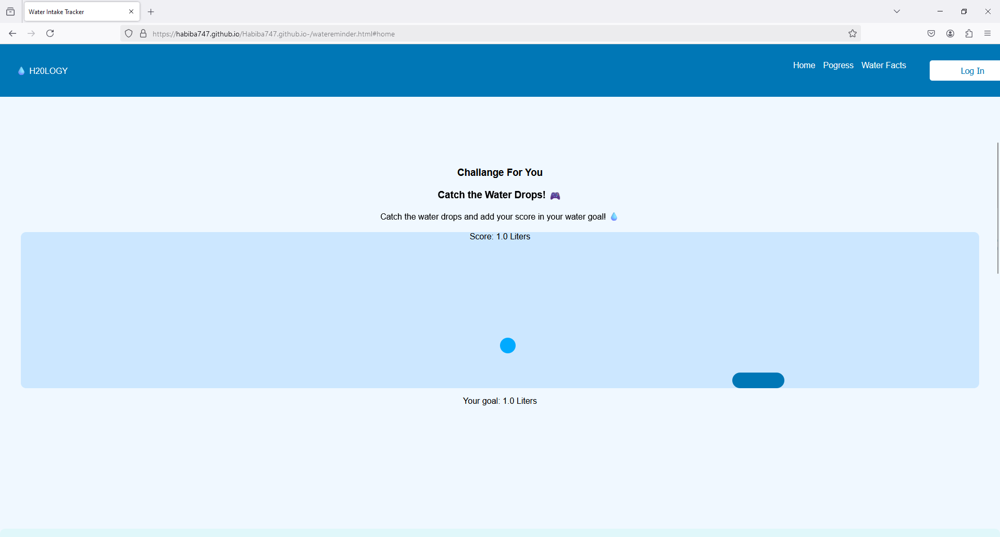 Water Intake Tracker
https://habiba747.github.io/Habiba747.github.io-/watereminder.html#home
💧 H20LOGY
Home Pogress Water Facts Log In
Challange For You
Catch the Water Drops! 🎮
Catch the water drops and add your score in your water goal! 💧
Score: 1.0 Liters
Your goal: 1.0 Liters